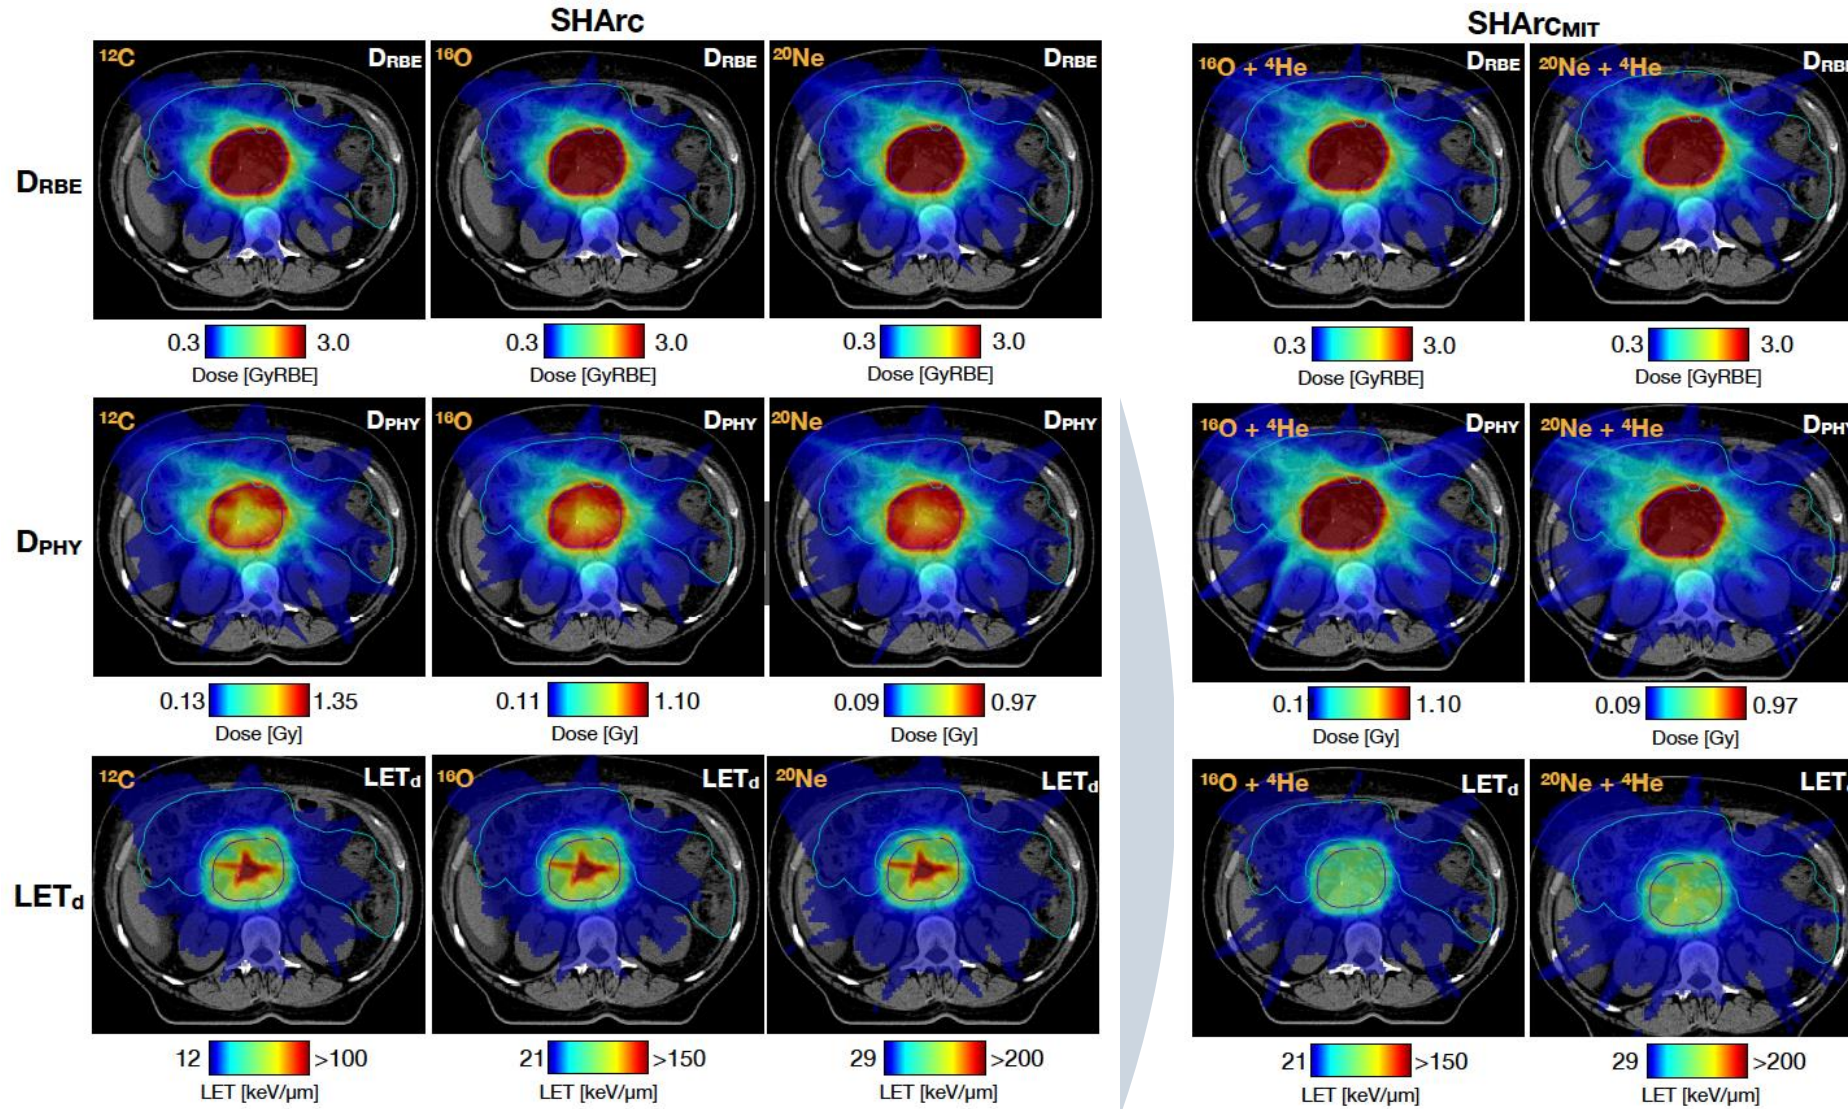 SHArc
SHArcMIT
¹²C DRBE ¹⁶O DRBE ²⁰Ne DRBE ¹⁶O + ⁴He DRBE ²⁰Ne + ⁴He DRBE
DRBE
0.3 3.0 0.3 3.0 0.3 3.0 0.3 3.0 0.3 3.0
Dose [GyRBE] Dose [GyRBE] Dose [GyRBE] Dose [GyRBE] Dose [GyRBE]
¹²C DPHY ¹⁶O DPHY ²⁰Ne DPHY ¹⁶O + ⁴He DPHY ²⁰Ne + ⁴He DPHY
DPHY
0.13 1.35 0.11 1.10 0.09 0.97 0.11 1.10 0.09 0.97
Dose [Gy] Dose [Gy] Dose [Gy] Dose [Gy] Dose [Gy]
¹²C LETd ¹⁶O LETd ²⁰Ne LETd ¹⁶O + ⁴He LETd ²⁰Ne + ⁴He LET
LETd
12 >100 21 >150 29 >200 21 >150 29 >200
LET [keV/µm] LET [keV/µm] LET [keV/µm] LET [keV/µm] LET [keV/µm]